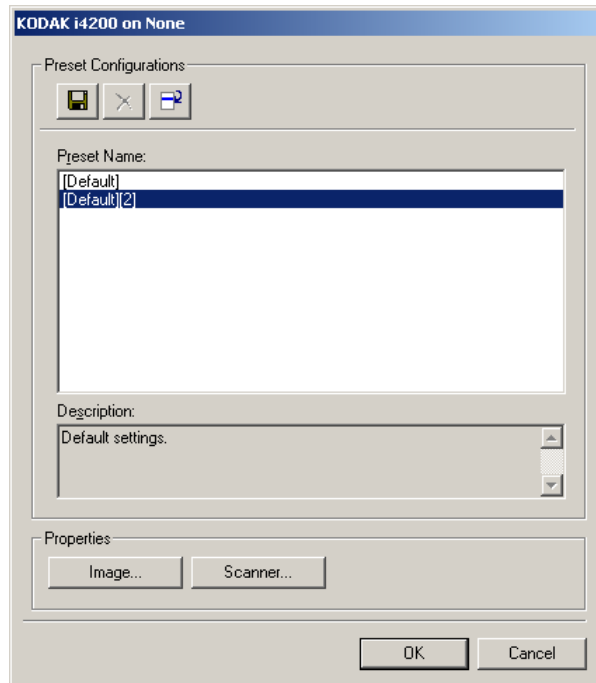 KODAK i4200 on None
Preset Configurations
Preset Name:
[Default]
[Default][2]
Description:
Default settings.
Properties
Image...
Scanner...
OK
Cancel